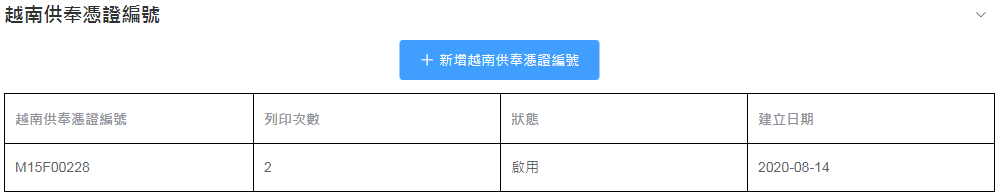 越南供奉憑證編號
+ 新增越南供奉憑證編號
越南供奉憑證編號 列印次數 狀態 建立日期
M15F00228 2 啟用 2020-08-14